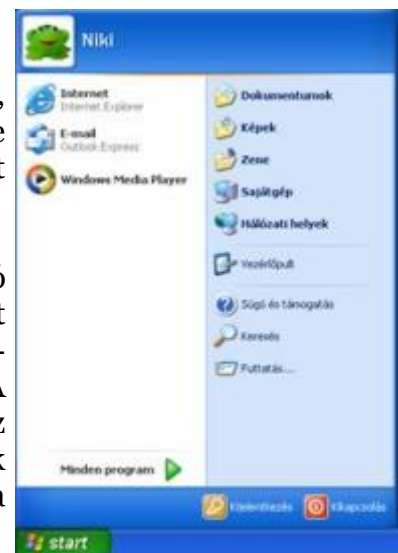 Niki
Internet
Internet Explorer
E-mail
Outlook Express
Windows Media Player
Minden program
Dokumentumok
Képek
Zene
Sajátgép
Hálózati helyek
Vezérlőpult
Súgó és támogatás
Keresés
Futtatás...
Kijelentkezés
Kikapcsolás
start